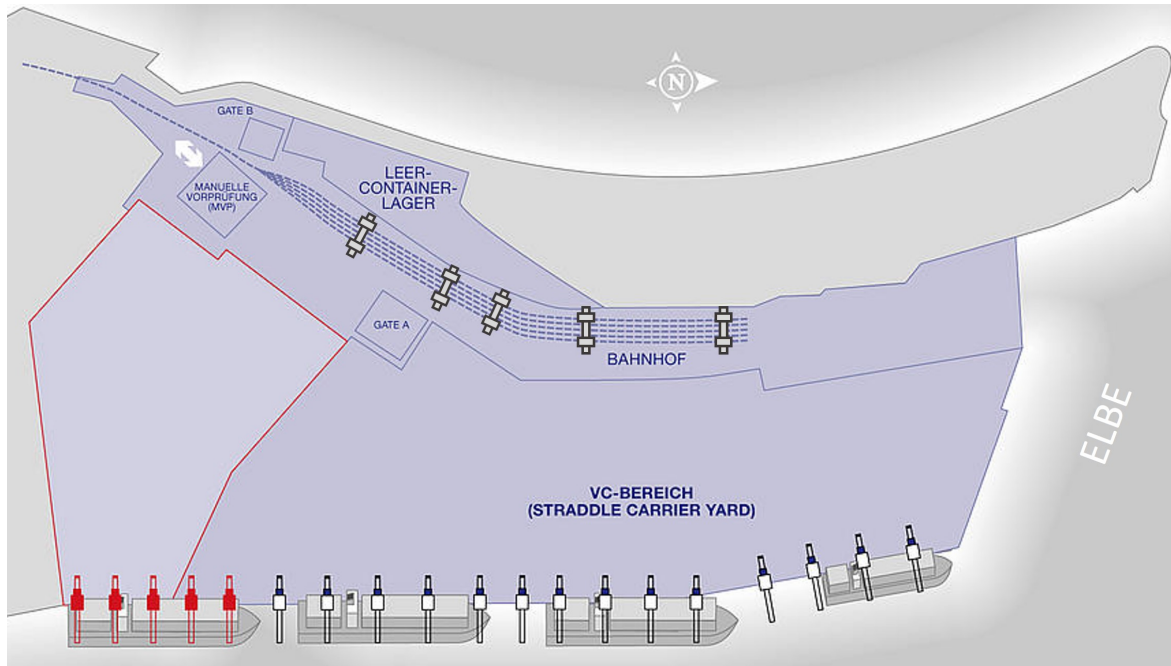 N
GATE B
LEER-
CONTAINER-
LAGER
MANUELLE
VORPRÜFUNG
(MVP)
GATE A
BAHNHOF
ELBE
VC-BEREICH
(STRADDLE CARRIER YARD)